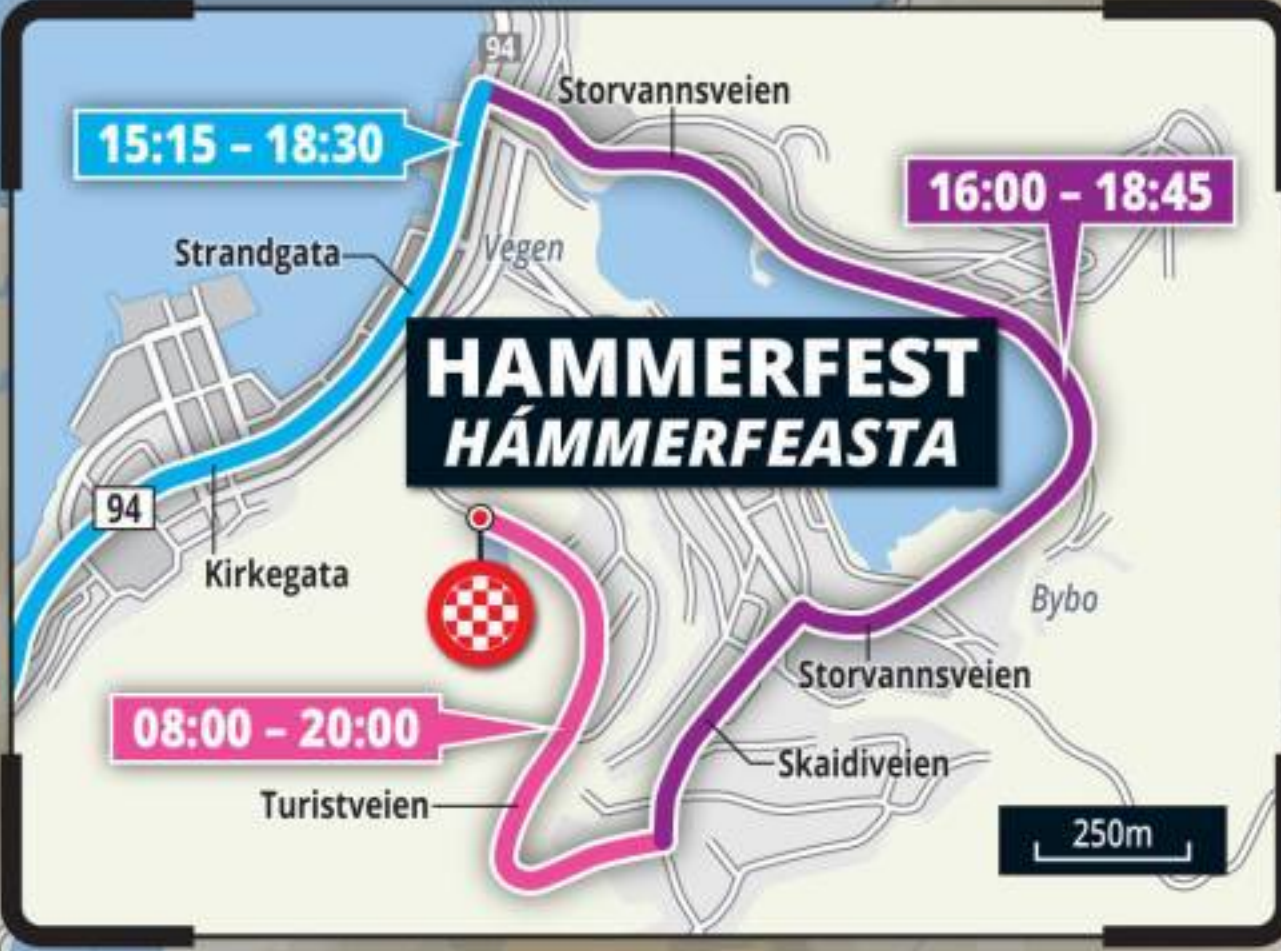 94
Storvannsveien
15:15 – 18:30
16:00 – 18:45
Strandgata
Vegen
HAMMERFEST
HÁMMERFEASTA
94
Kirkegata
Bybo
Storvannsveien
08:00 – 20:00
Skaidiveien
Turistveien
250m